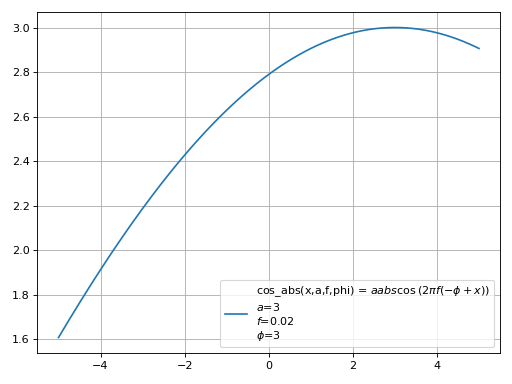 3.0
2.8
2.6
2.4
2.2
2.0
1.8
1.6
cos_abs(x,a,f,phi) = aabscos (2πf(−ϕ + x))
a=3
f=0.02
ϕ=3
−4 −2 0 2 4